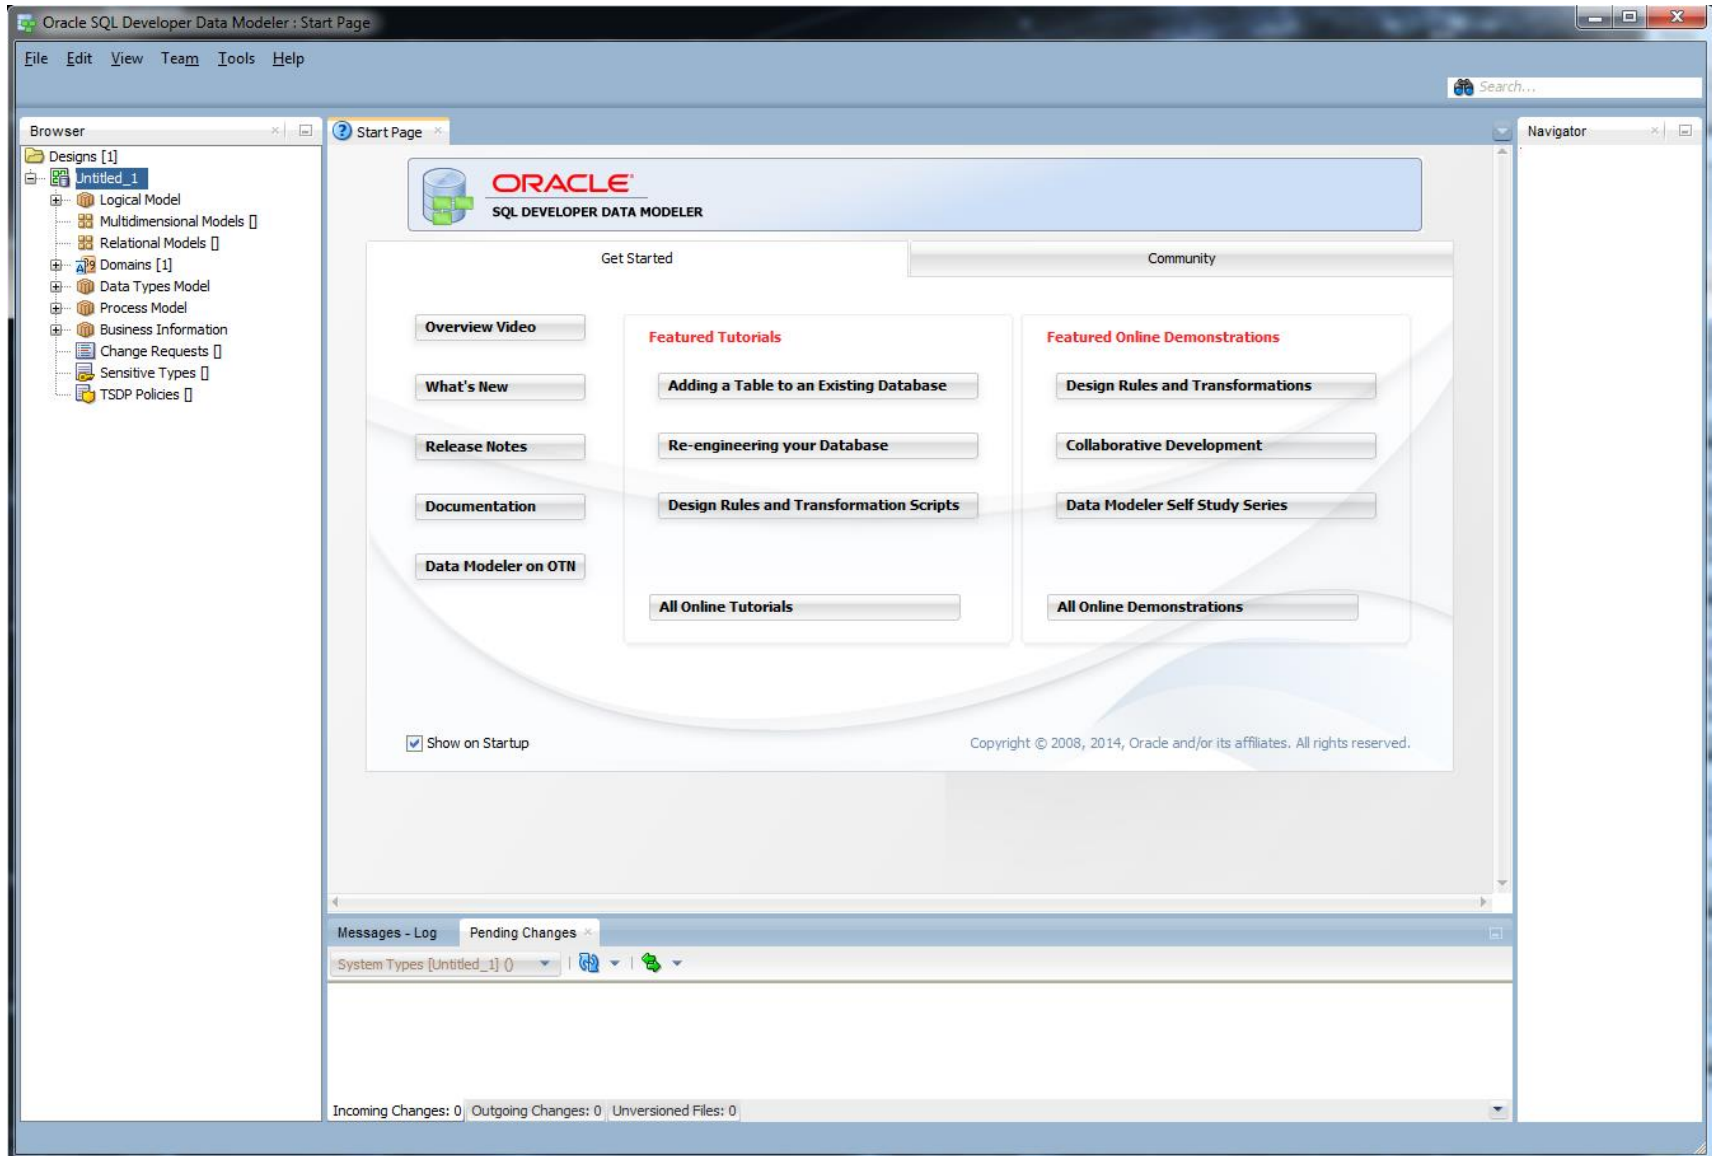 Oracle SQL Developer Data Modeler : Start Page
File Edit View Team Tools Help
Search...
Browser
Designs [1]
Untitled_1
Logical Model
Multidimensional Models []
Relational Models []
Domains [1]
Data Types Model
Process Model
Business Information
Change Requests []
Sensitive Types []
TSDP Policies []
Start Page
ORACLE
SQL DEVELOPER DATA MODELER
Get Started
Community
Overview Video
What's New
Release Notes
Documentation
Data Modeler on OTN
Featured Tutorials
Adding a Table to an Existing Database
Re-engineering your Database
Design Rules and Transformation Scripts
All Online Tutorials
Featured Online Demonstrations
Design Rules and Transformations
Collaborative Development
Data Modeler Self Study Series
All Online Demonstrations
Show on Startup
Copyright © 2008, 2014, Oracle and/or its affiliates. All rights reserved.
Messages - Log
Pending Changes
System Types [Untitled_1] ()
Incoming Changes: 0
Outgoing Changes: 0
Unversioned Files: 0
Navigator